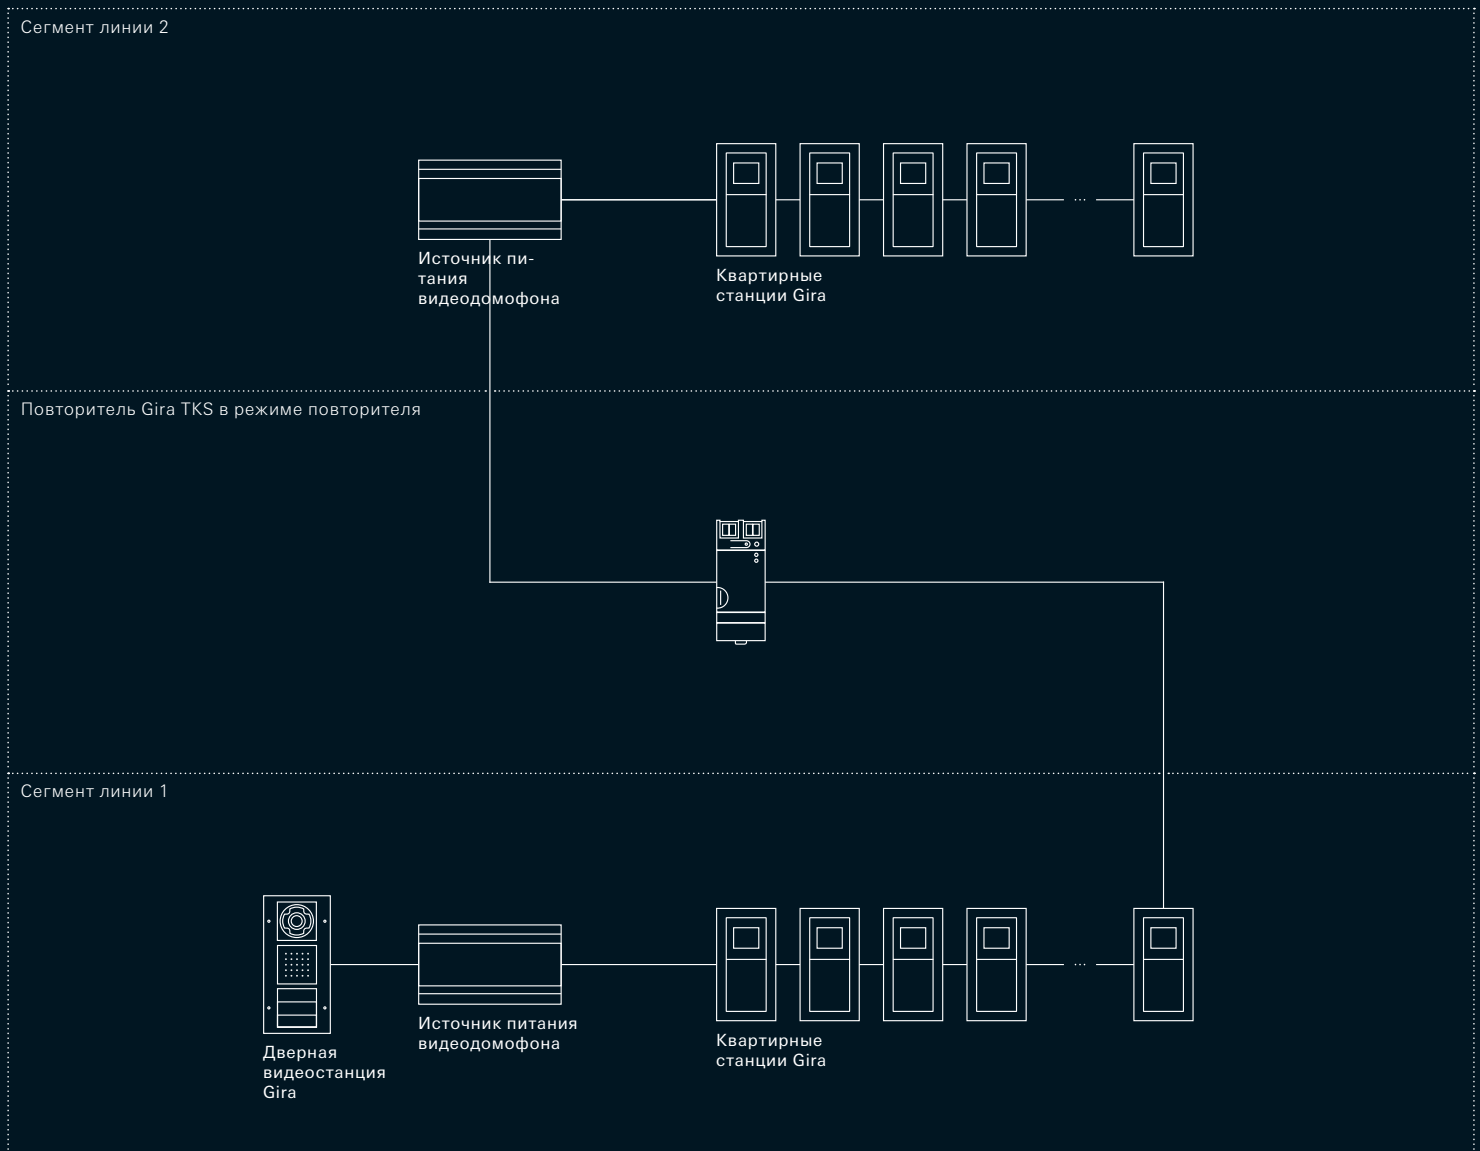 Сегмент линии 2
Источник пи-
тания
видеодомофона
...
Квартирные
станции Gira
Повторитель Gira TKS в режиме повторителя
Сегмент линии 1
...
Дверная
видеостанция
Gira
Источник питания
видеодомофона
Квартирные
станции Gira